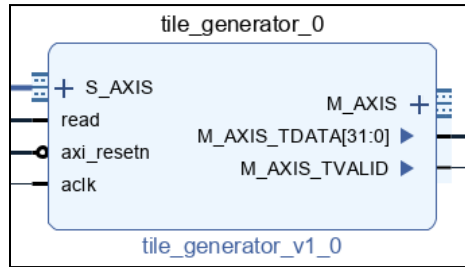 tile_generator_0
+ S_AXIS
read
axi_resetn
aclk
M_AXIS +
M_AXIS_TDATA[31:0]
M_AXIS_TVALID
tile_generator_v1_0